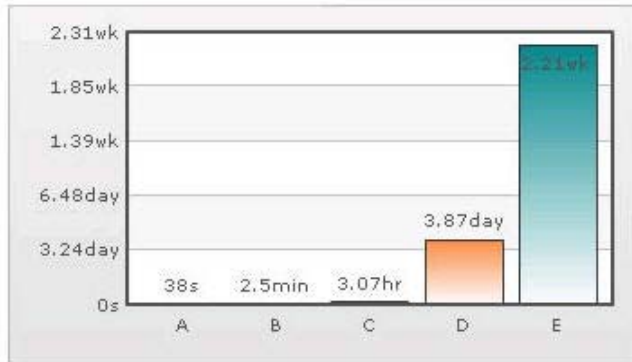 2.31wk
1.85wk
1.39wk
6.48day
3.24day
0s
38s
2.5min
3.07hr
3.87day
2.21wk
A B C D E